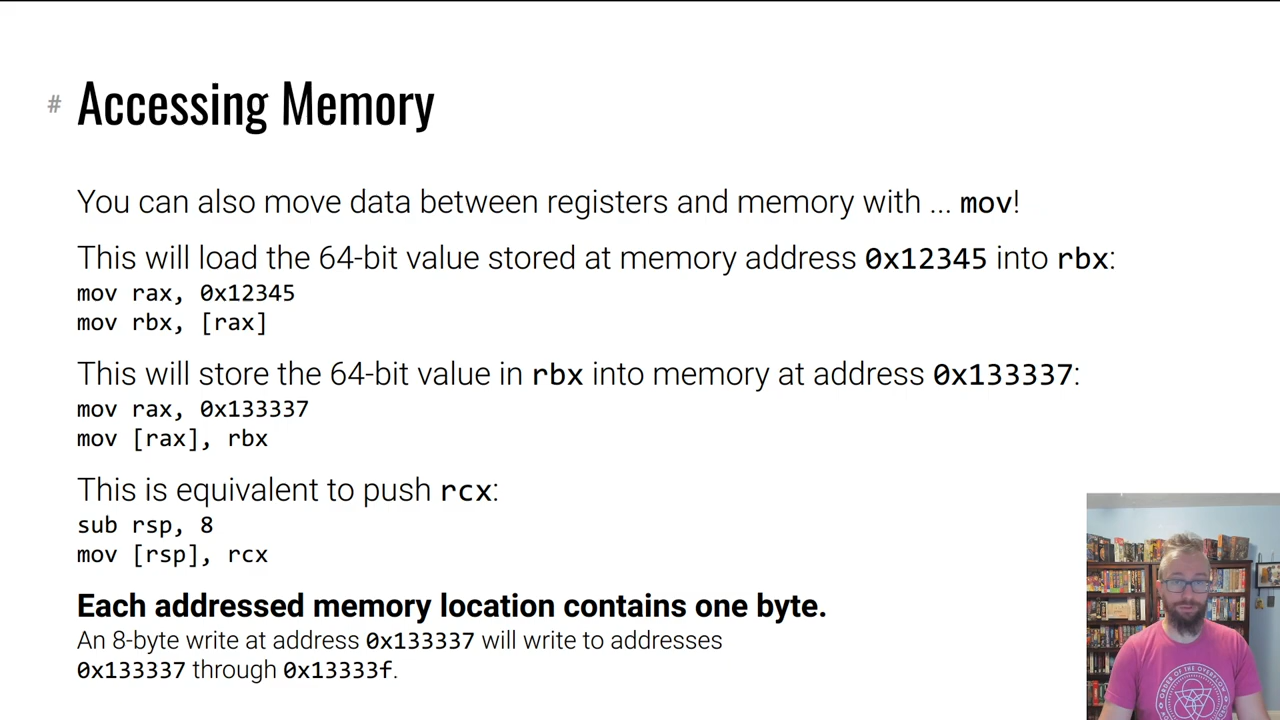 # Accessing Memory
You can also move data between registers and memory with ... mov!
This will load the 64-bit value stored at memory address 0x12345 into rbx:
mov rax, 0x12345
mov rbx, [rax]
This will store the 64-bit value in rbx into memory at address 0x133337:
mov rax, 0x133337
mov [rax], rbx
This is equivalent to push rcx:
sub rsp, 8
mov [rsp], rcx
Each addressed memory location contains one byte.
An 8-byte write at address 0x133337 will write to addresses
0x133337 through 0x13333f.
ORDER OF THE OVERFLOW